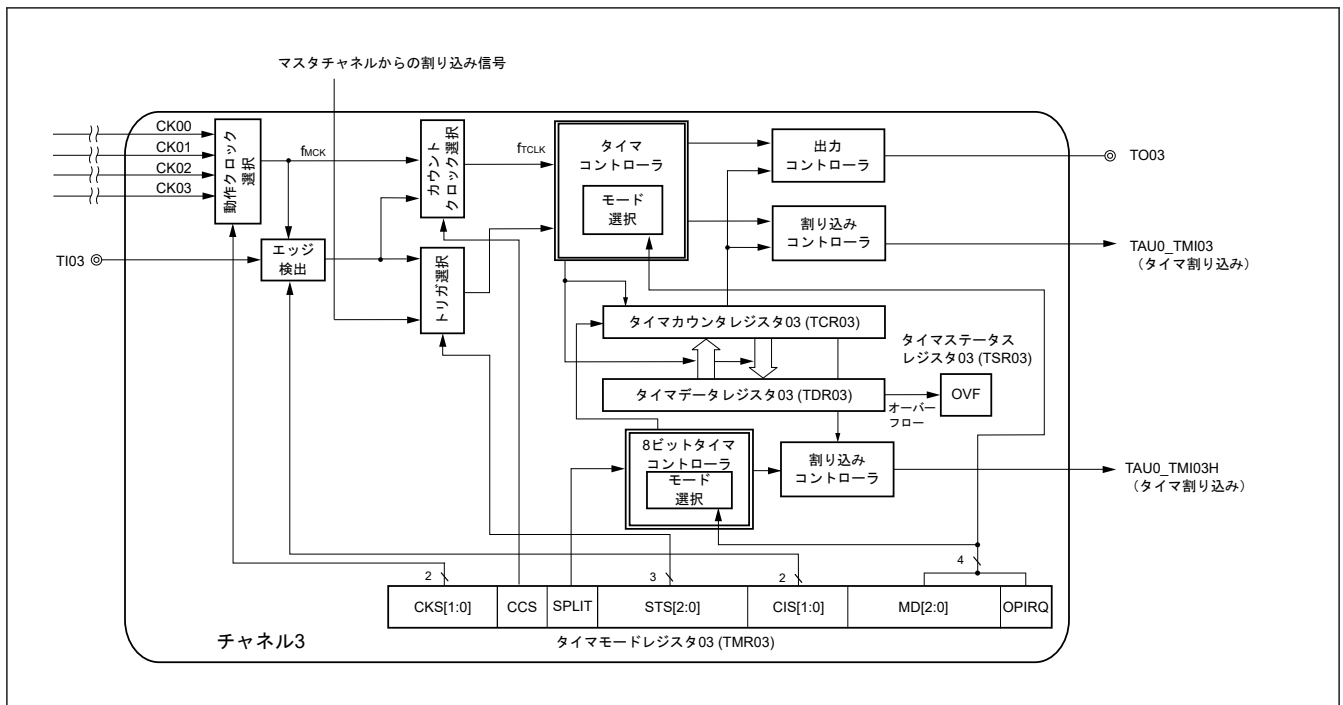 マスタチャネルからの割り込み信号
CK00
CK01
CK02
CK03
動作クロック
選択
fMCK
カウント
クロック選択
fTCLK
タイマ
コントローラ
モード
選択
出力
コントローラ
TO03
TI03
エッジ
検出
トリガ選択
割り込み
コントローラ
TAU0_TMI03
(タイマ割り込み)
タイマカウンタレジスタ03 (TCR03)
タイマステータス
レジスタ03 (TSR03)
タイマデータレジスタ03 (TDR03)
オーバー
フロー
OVF
8ビットタイマ
コントローラ
モード
選択
割り込み
コントローラ
TAU0_TMI03H
(タイマ割り込み)
2
3
2
4
CKS[1:0]
CCS
SPLIT
STS[2:0]
CIS[1:0]
MD[2:0]
OPIRQ
チャネル3
タイマモードレジスタ03 (TMR03)